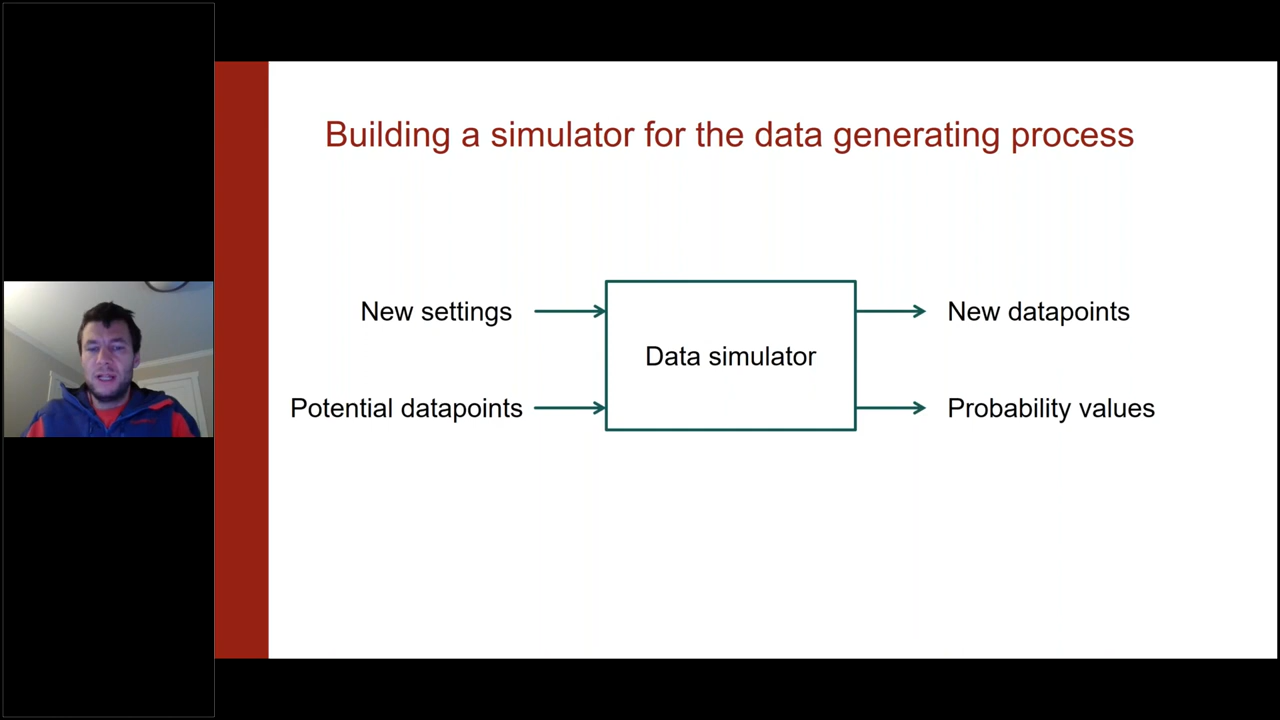 Building a simulator for the data generating process
New settings
Data simulator
New datapoints
Potential datapoints
Probability values